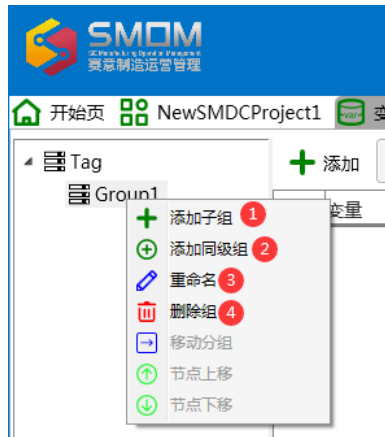 SMOM
赛意制造运营管理
开始页 NewSMDCProject1 变
Tag 添加
Group1
变量
添加子组 1
添加同级组 2
重命名 3
删除组 4
移动分组
节点上移
节点下移